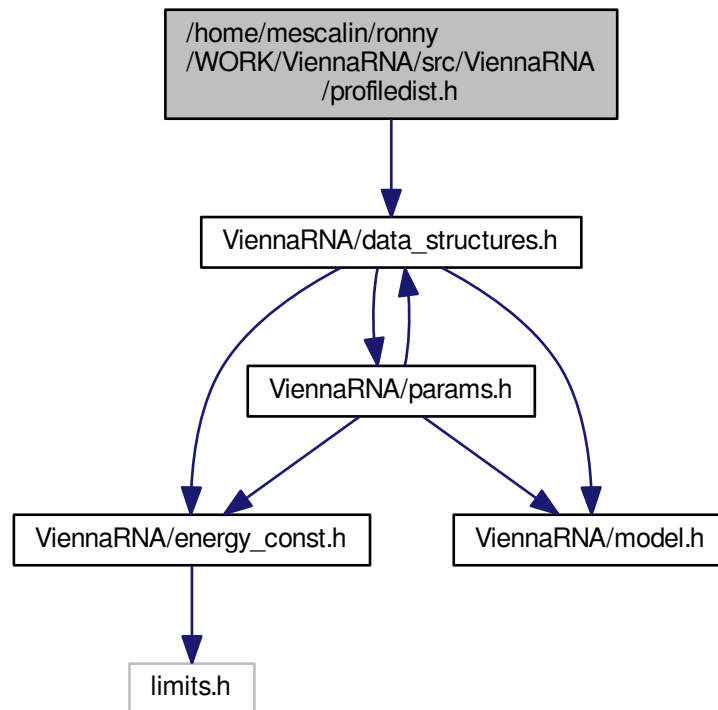 /home/mescalin/ronny
/WORK/ViennaRNA/src/ViennaRNA
/profiledist.h
ViennaRNA/data_structures.h
ViennaRNA/params.h
ViennaRNA/energy_const.h
ViennaRNA/model.h
limits.h